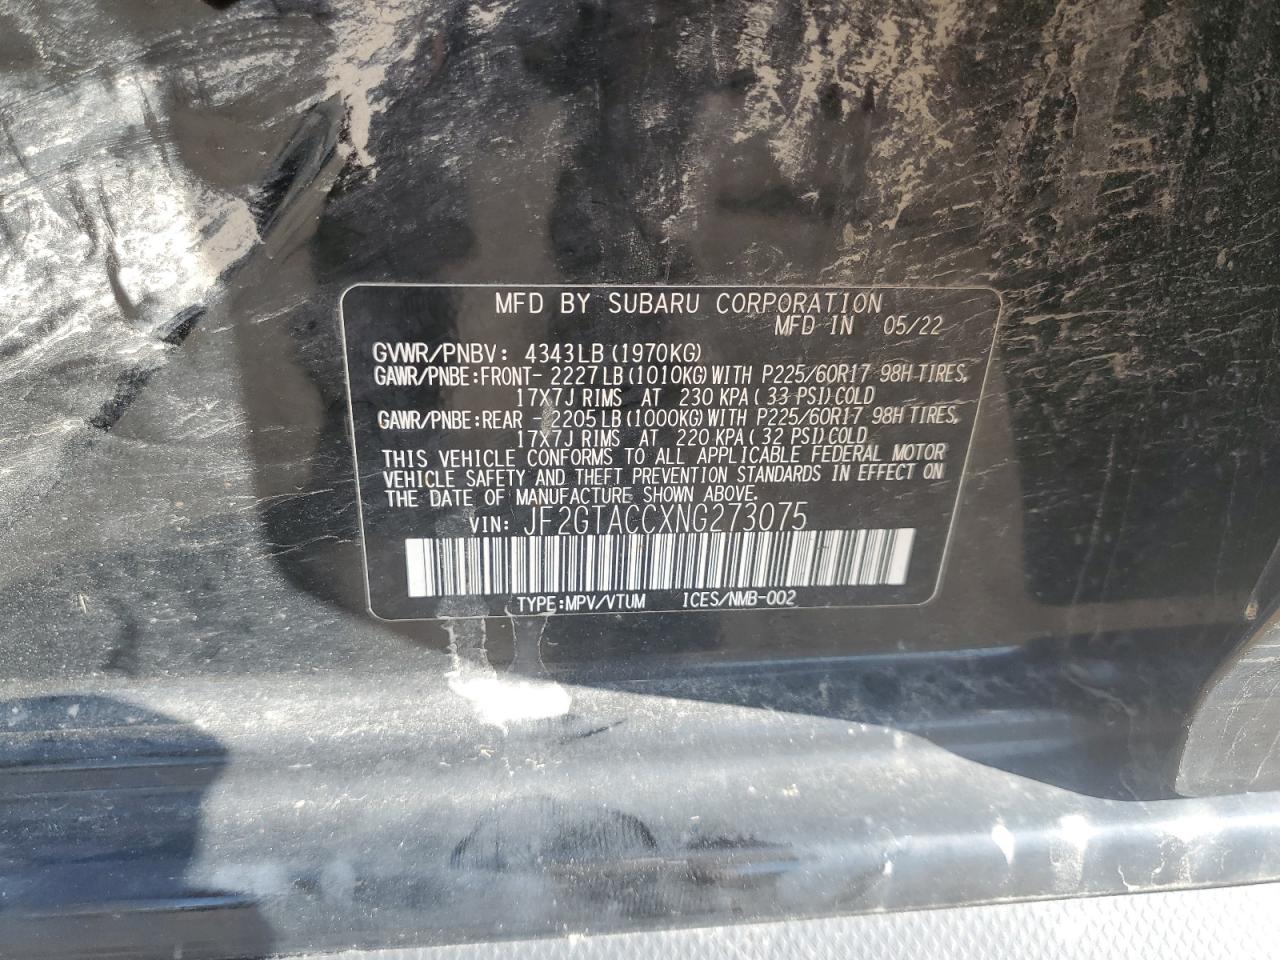 MFD BY SUBARU CORPORATION
MFD IN 05/22
GVWR/PNBV: 4343LB(1970KG)
GAWR/PNBE:FRONT- 2227LB(1010KG)WITH P225/60R17 98H TIRES,
17X7J RIMS AT 230 KPA( 33 PSI)COLD
GAWR/PNBE:REAR - 2205LB(1000KG)WITH P225/60R17 98H TIRES,
17X7J RIMS AT 220 KPA( 32 PSI)COLD
THIS VEHICLE CONFORMS TO ALL APPLICABLE FEDERAL MOTOR
VEHICLE SAFETY AND THEFT PREVENTION STANDARDS IN EFFECT ON
THE DATE OF MANUFACTURE SHOWN ABOVE.
VIN: JF2GTACCXNG273075
TYPE:MPV/VTUM ICES/NMB-002